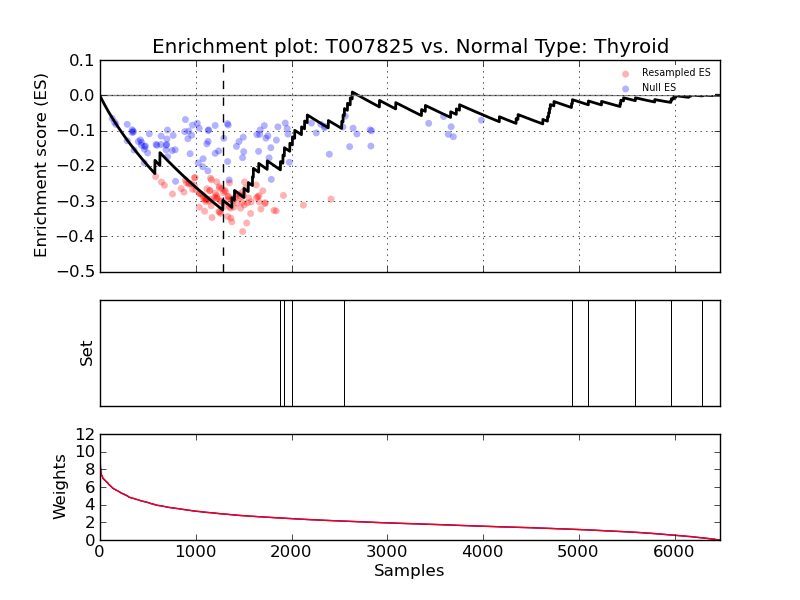 Enrichment plot: T007825 vs. Normal Type: Thyroid
0.1
0.0
−0.1
−0.2
−0.3
−0.4
−0.5
Enrichment score (ES)
Resampled ES
Null ES
Set
12
10
8
6
4
2
0
Weights
0 1000 2000 3000 4000 5000 6000
Samples